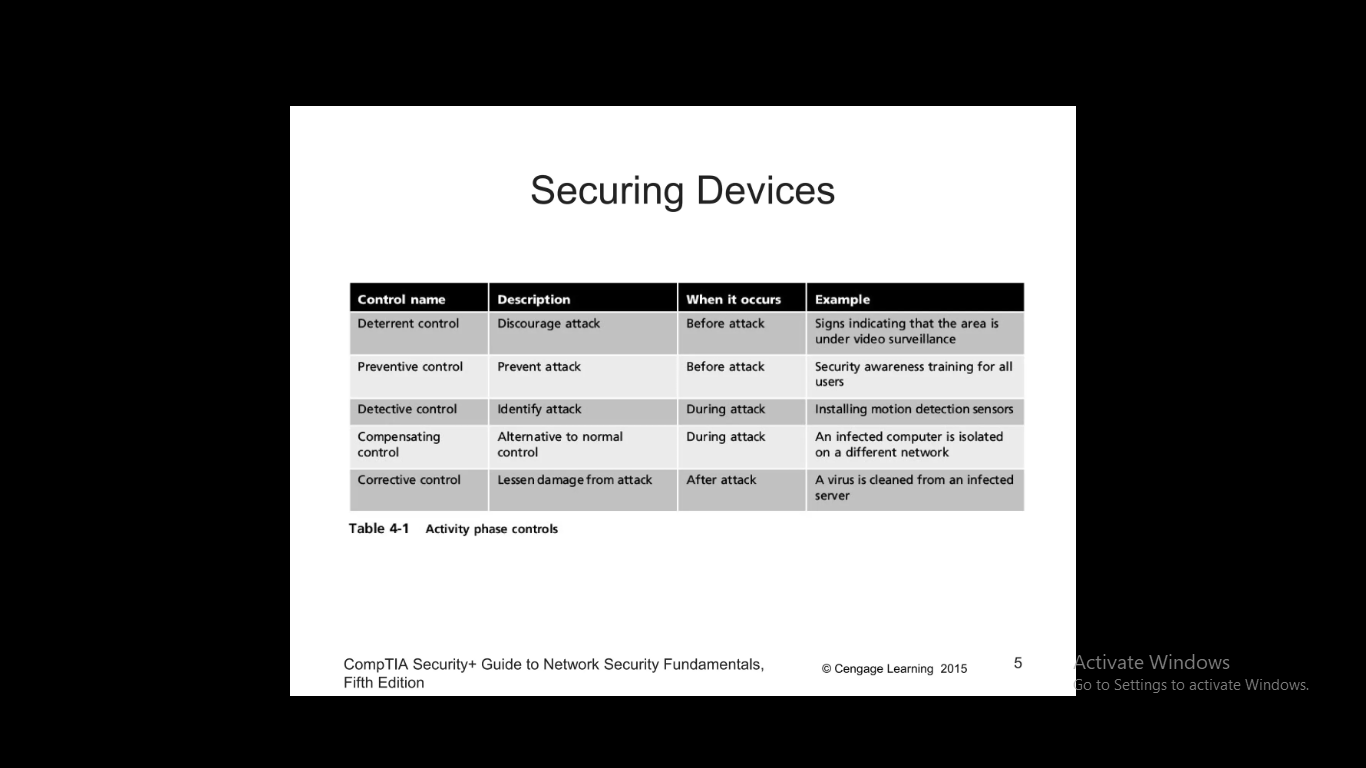 Securing Devices
Control name Description When it occurs Example
Deterrent control Discourage attack Before attack Signs indicating that the area is
under video surveillance
Preventive control Prevent attack Before attack Security awareness training for all
users
Detective control Identify attack During attack Installing motion detection sensors
Compensating Alternative to normal During attack An infected computer is isolated
control control on a different network
Corrective control Lessen damage from attack After attack A virus is cleaned from an infected
server
Table 4-1 Activity phase controls
CompTIA Security+ Guide to Network Security Fundamentals,
Fifth Edition
© Cengage Learning 2015
5
Activate Windows
Go to Settings to activate Windows.